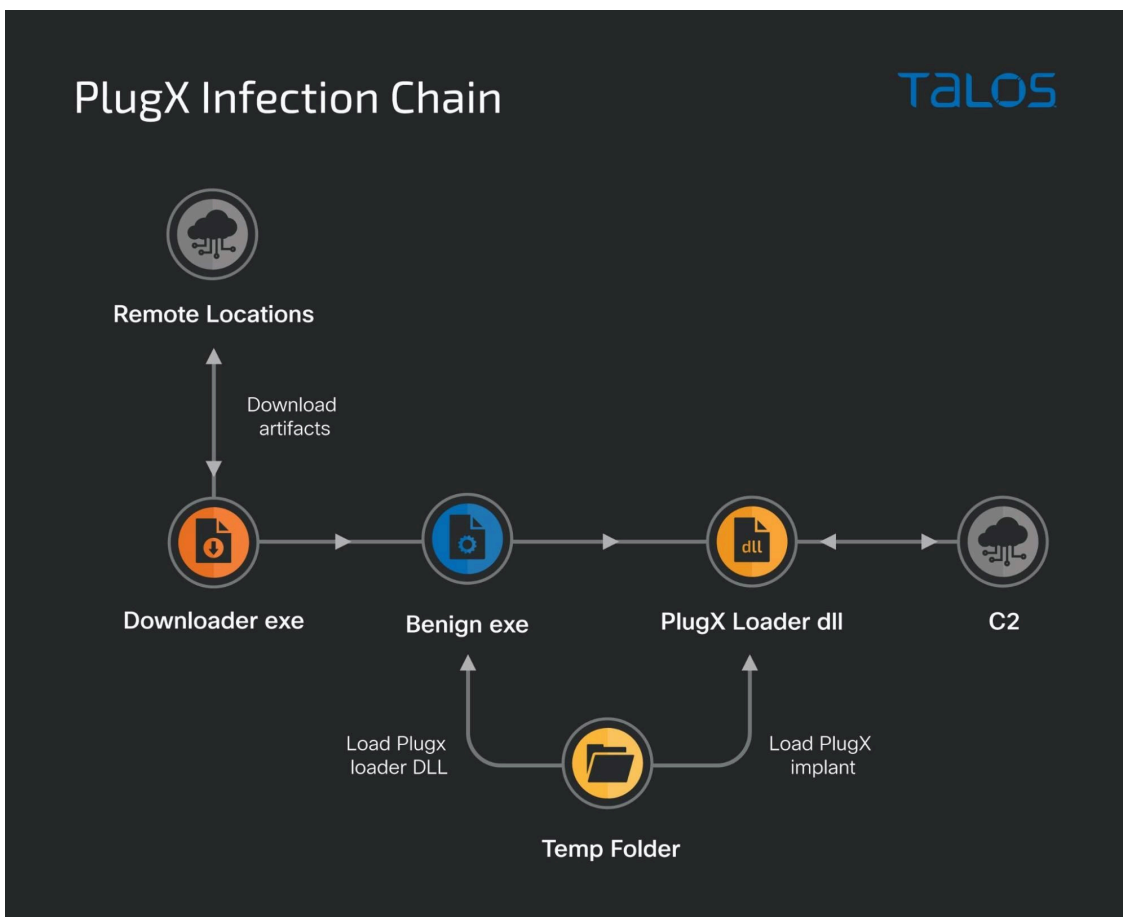 PlugX Infection Chain
TALOS
Remote Locations
Download
artifacts
dll
Downloader exe
Benign exe
PlugX Loader dll
C2
Load Plugx
loader DLL
Load PlugX
implant
Temp Folder